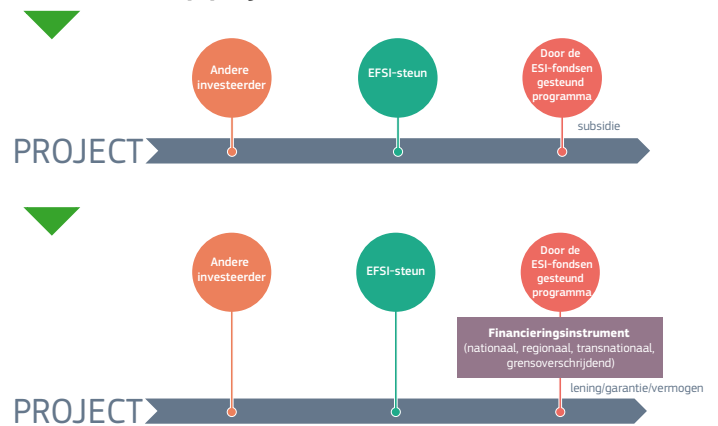 Andere
investeerder
EFSI-steun
Door de
ESI-fondsen
gesteund
programma
subsidie
PROJECT
Andere
investeerder
EFSI-steun
Door de
ESI-fondsen
gesteund
programma
Financieringsinstrument
(nationaal, regionaal, transnationaal,
grensoverschrijdend)
lening/garantie/vermogen
PROJECT